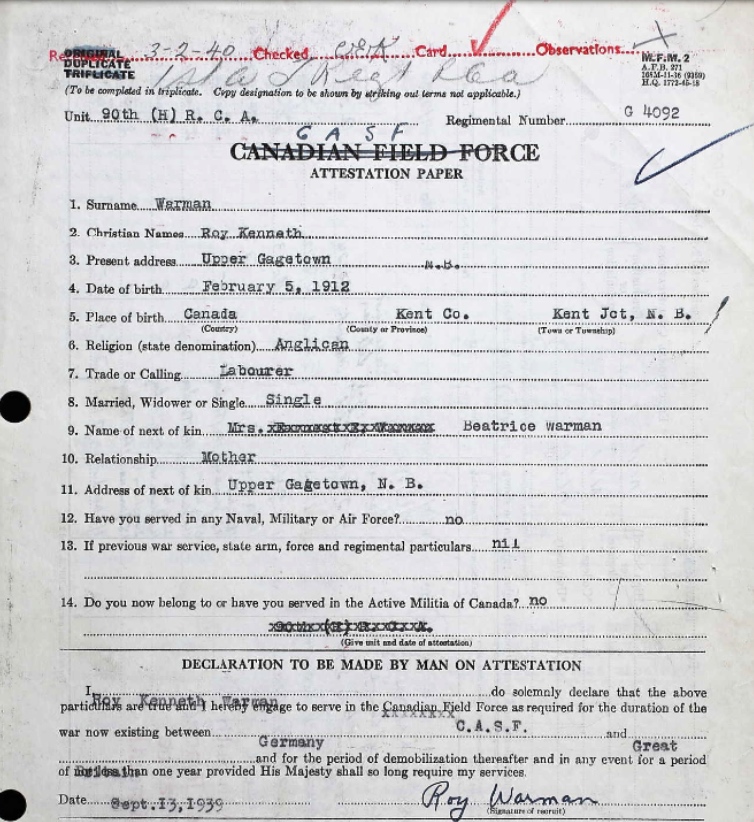 ORIGINAL
DUPLICATE
TRIPLICATE
3-2-40 Checked Card Observations
M.F.M. 2
A.F.B. 271
H.Q. 1772-45-18
(To be completed in triplicate. Copy designation to be shown by striking out terms not applicable.)
Unit 90th (H) R. C. A. Regimental Number G 4092
C A S F
CANADIAN FIELD FORCE
ATTESTATION PAPER
1. Surname Warman
2. Christian Names Roy Kenneth
3. Present address Upper Gagetown N.B.
4. Date of birth February 5, 1912
5. Place of birth Canada Kent Co. Kent Jct, N. B.
(Country) (County or Province) (Town or Township)
6. Religion (state denomination) Anglican
7. Trade or Calling Labourer
8. Married, Widower or Single Single
9. Name of next of kin Mrs. Beatrice Warman
10. Relationship Mother
11. Address of next of kin Upper Gagetown, N. B.
12. Have you served in any Naval, Military or Air Force? no
13. If previous war service, state arm, force and regimental particulars nil
14. Do you now belong to or have you served in the Active Militia of Canada? no
90th (H) R. C. A.
(Give unit and date of attestation)
DECLARATION TO BE MADE BY MAN ON ATTESTATION
I, Roy Kenneth Warman do solemnly declare that the above
particulars are true and I hereby engage to serve in the Canadian Field Force as required for the duration of the
xxxxxxxx C.A.S.F.
war now existing between and
Germany Great
and for the period of demobilization thereafter and in any event for a period
of not less than one year provided His Majesty shall so long require my services.
Britain
Date Sept.13,1939 Roy Warman
(Signature of recruit)